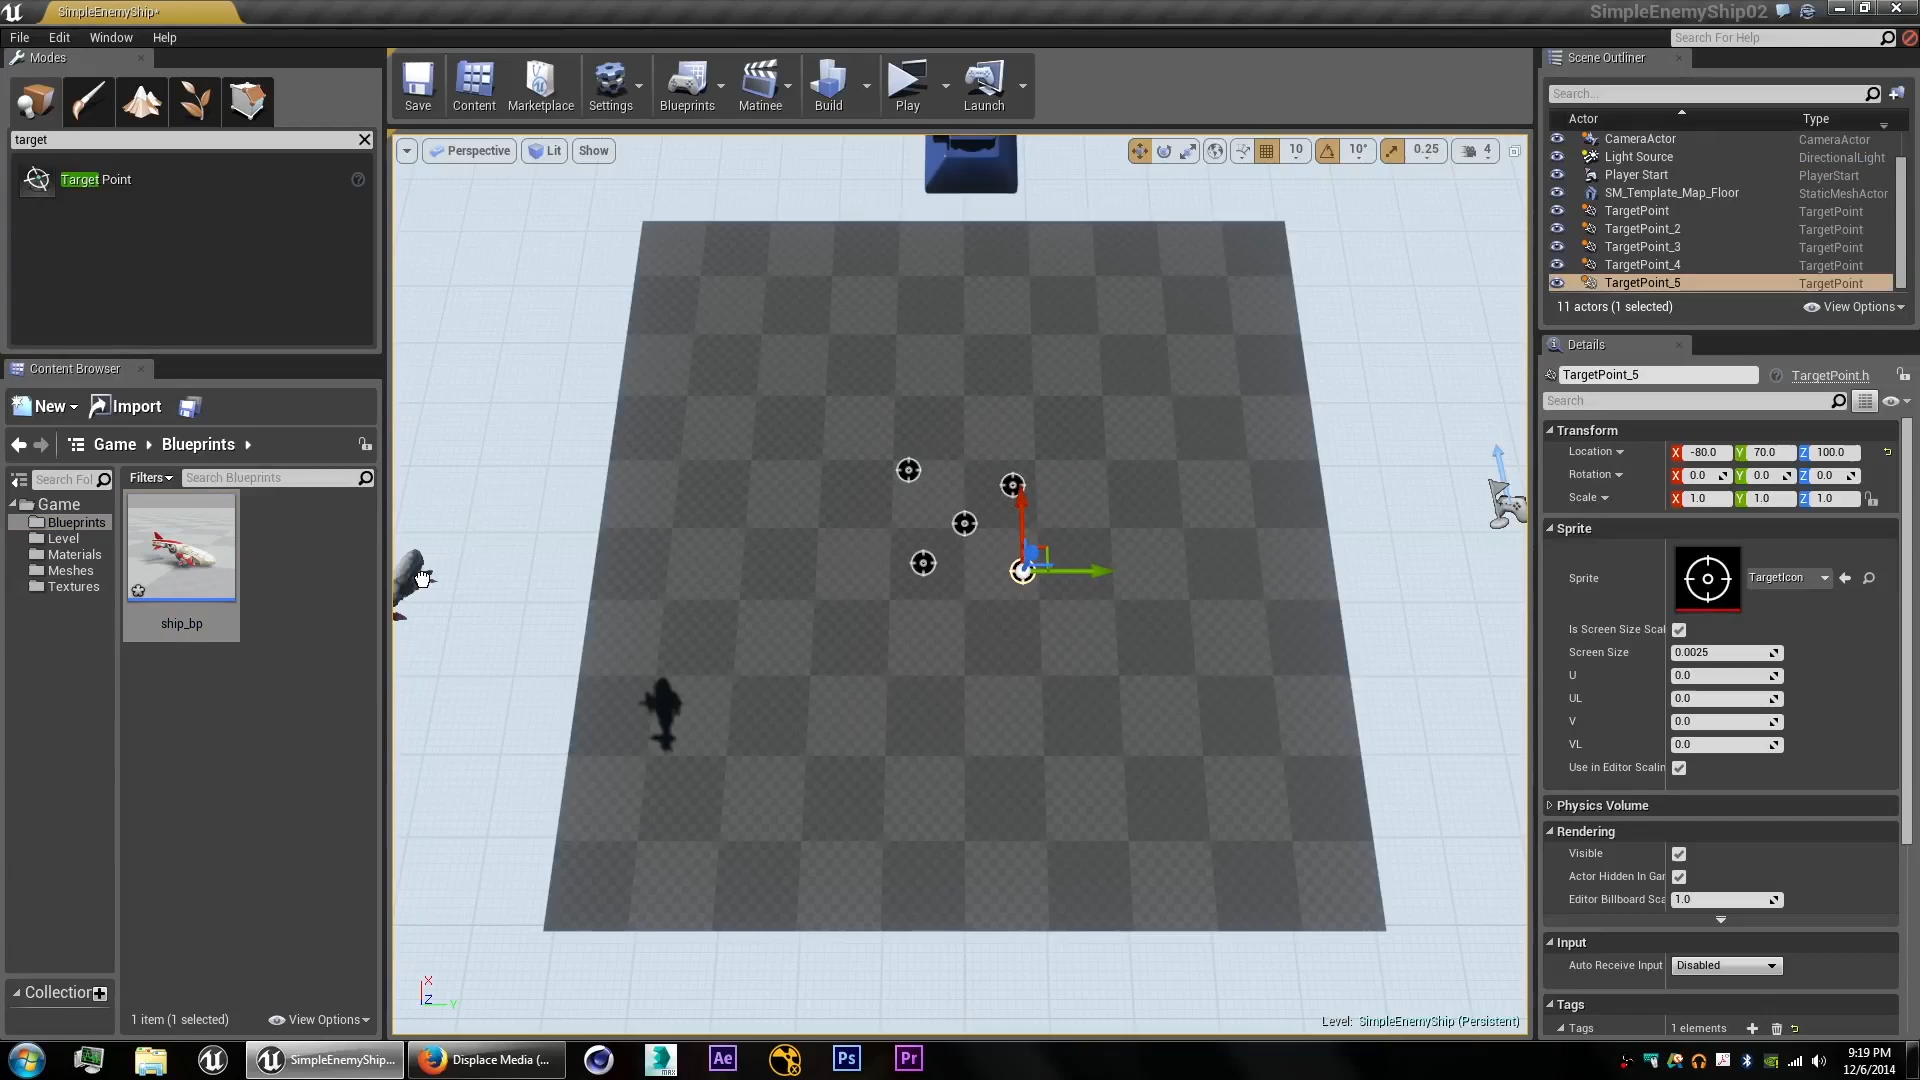 SimpleEnemyShip*
SimpleEnemyShip02
File Edit Window Help
Search For Help
Modes
target
Target Point
Save
Content
Marketplace
Settings
Blueprints
Matinee
Build
Play
Launch
Perspective
Lit
Show
10
10°
0.25
4
Scene Outliner
Search...
Actor Type
CameraActor CameraActor
Light Source DirectionalLight
Player Start PlayerStart
SM_Template_Map_Floor StaticMeshActor
TargetPoint TargetPoint
TargetPoint_2 TargetPoint
TargetPoint_3 TargetPoint
TargetPoint_4 TargetPoint
TargetPoint_5 TargetPoint
11 actors (1 selected) View Options
Content Browser
New Import
Game Blueprints
Search Fol
Filters Search Blueprints
Game
Blueprints
Level
Materials
Meshes
Textures
ship_bp
Collection
1 item (1 selected) View Options
X
Z Y
Level: SimpleEnemyShip (Persistent)
Details
TargetPoint_5 TargetPoint.h
Search
Transform
Location X -80.0 Y 70.0 Z 100.0
Rotation X 0.0 Y 0.0 Z 0.0
Scale X 1.0 Y 1.0 Z 1.0
Sprite
Sprite TargetIcon
Is Screen Size Scal
Screen Size 0.0025
U 0.0
UL 0.0
V 0.0
VL 0.0
Use in Editor Scalin
Physics Volume
Rendering
Visible
Actor Hidden In Gar
Editor Billboard Sca 1.0
Input
Auto Receive Input Disabled
Tags
Tags 1 elements
SimpleEnemyShip...
Displace Media (...
MAX
Ae
Ps
Pr
9:19 PM
12/6/2014